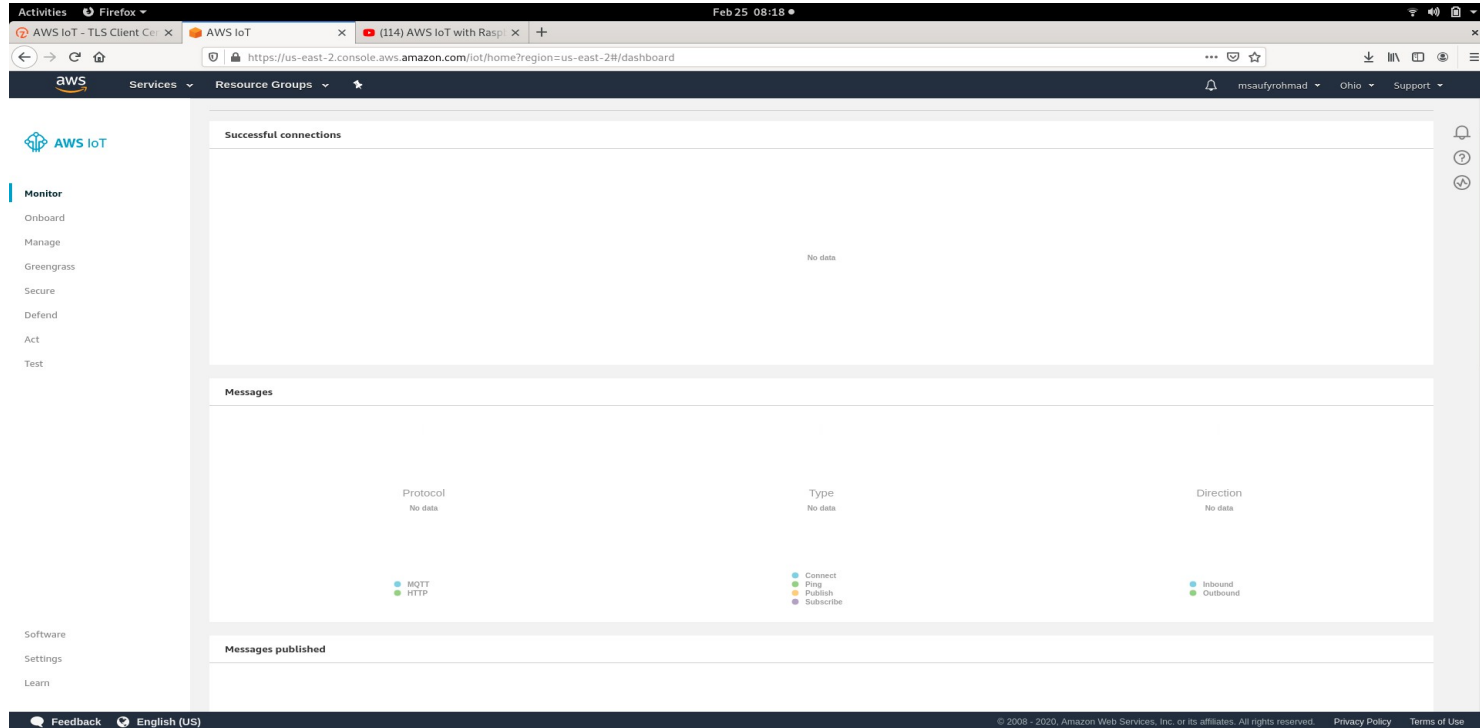 Activities Firefox Feb 25 08:18
AWS IoT - TLS Client Cer AWS IoT (114) AWS IoT with Raspl
https://us-east-2.console.aws.amazon.com/iot/home?region=us-east-2#/dashboard
aws Services Resource Groups msaufyrohmad Ohio Support
AWS IoT
Monitor
Onboard
Manage
Greengrass
Secure
Defend
Act
Test
Software
Settings
Learn
Successful connections
No data
Messages
Protocol
No data
MQTT
HTTP
Type
No data
Connect
Ping
Publish
Subscribe
Direction
No data
Inbound
Outbound
Messages published
Feedback English (US) © 2008 - 2020, Amazon Web Services, Inc. or its affiliates. All rights reserved. Privacy Policy Terms of Use